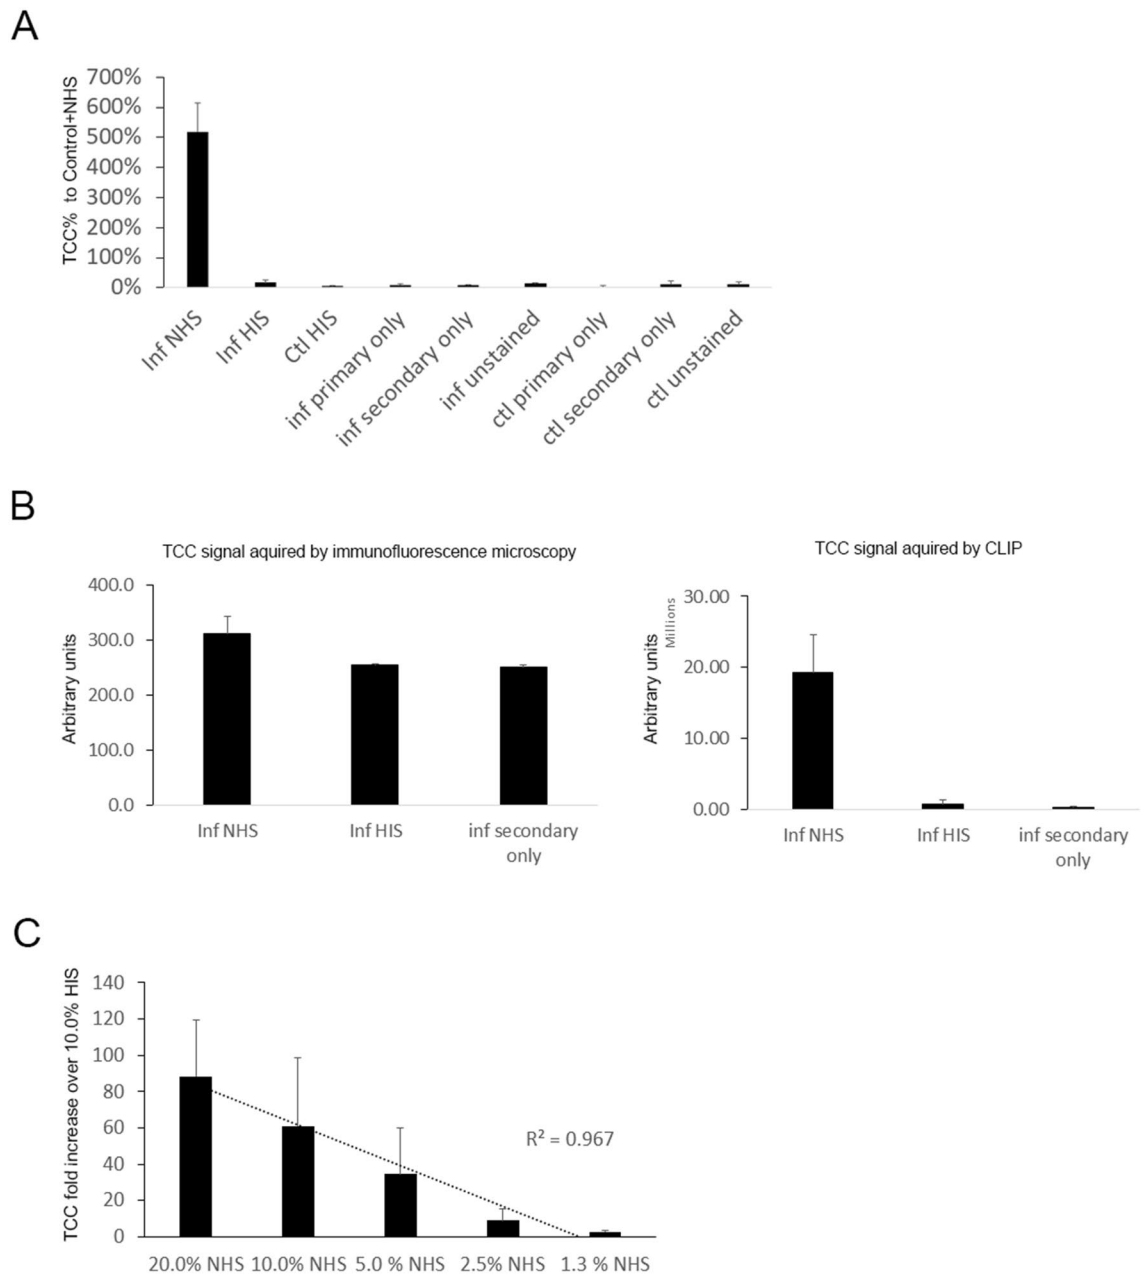 A
TCC% to Control+NHS
700%
600%
500%
400%
300%
200%
100%
0%
Inf NHS
Inf HIS
Ctl HIS
inf primary only
inf secondary only
inf unstained
ctl primary only
ctl secondary only
ctl unstained
B
TCC signal aquired by immunofluorescence microscopy
Arbitrary units
400.0
300.0
200.0
100.0
0.0
Inf NHS
Inf HIS
inf secondary
only
TCC signal aquired by CLIP
Arbitrary units
Millions
30.00
20.00
10.00
0.00
Inf NHS
Inf HIS
inf secondary
only
C
TCC fold increase over 10.0% HIS
140
120
100
80
60
40
20
0
R² = 0.967
20.0% NHS
10.0% NHS
5.0 % NHS
2.5% NHS
1.3 % NHS